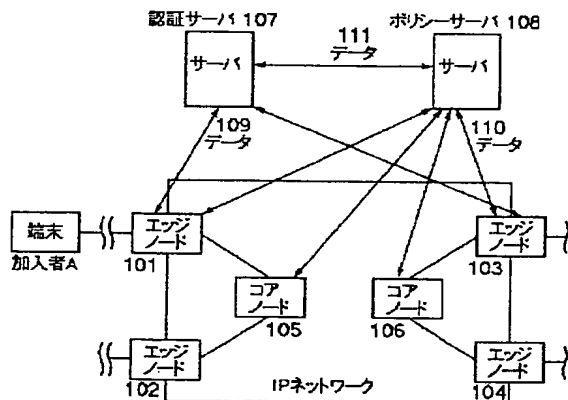 認証サーバ 107
ポリシーサーバ 108
サーバ
111
データ
サーバ
109
データ
110
データ
端末
加入者A
エッジ
ノード
101
エッジ
ノード
103
コア
ノード
105
コア
ノード
106
エッジ
ノード
102
IPネットワーク
エッジ
ノード
104